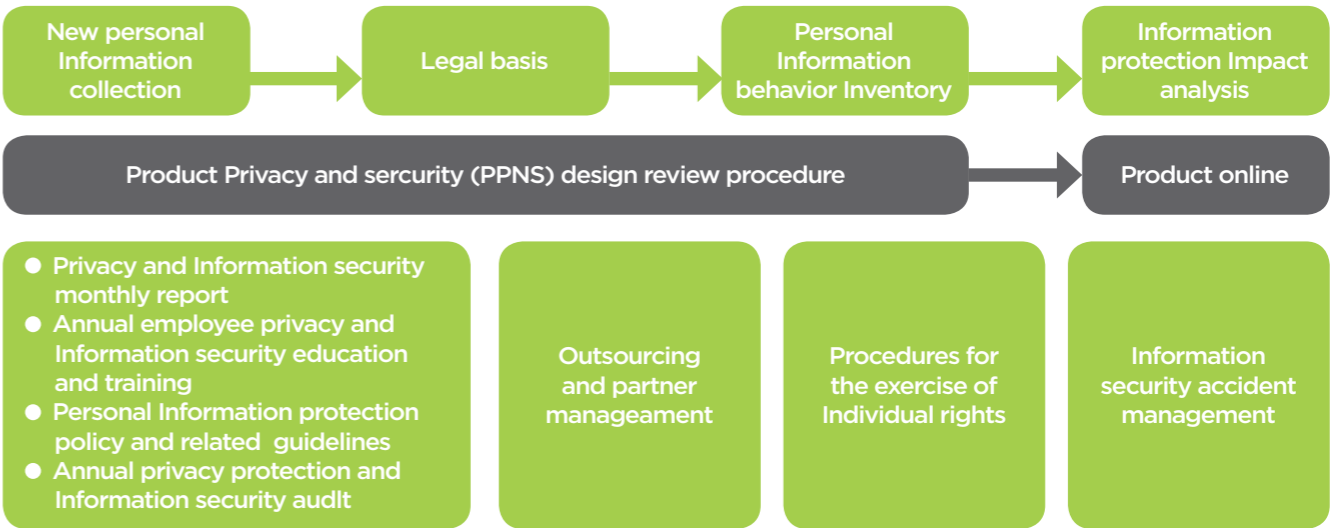 New personal
Information
collection
Legal basis
Personal
Information
behavior Inventory
Information
protection Impact
analysis
Product Privacy and sercurity (PPNS) design review procedure
Product online
● Privacy and Information security
monthly report
● Annual employee privacy and
Information security education
and training
● Personal Information protection
policy and related guidelines
● Annual privacy protection and
Information security audlt
Outsourcing
and partner
manageament
Procedures for
the exercise of
Individual rights
Information
security accident
management